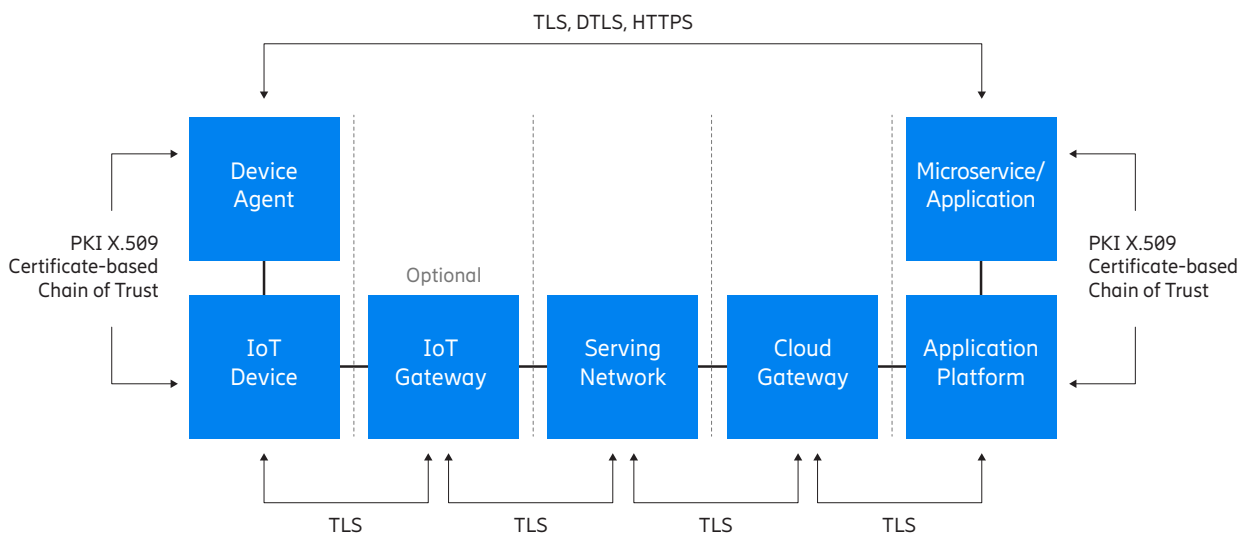 TLS, DTLS, HTTPS
Device
Agent
Microservice/
Application
PKI X.509
Certificate-based
Chain of Trust
PKI X.509
Certificate-based
Chain of Trust
Optional
IoT
Device
IoT
Gateway
Serving
Network
Cloud
Gateway
Application
Platform
TLS
TLS
TLS
TLS